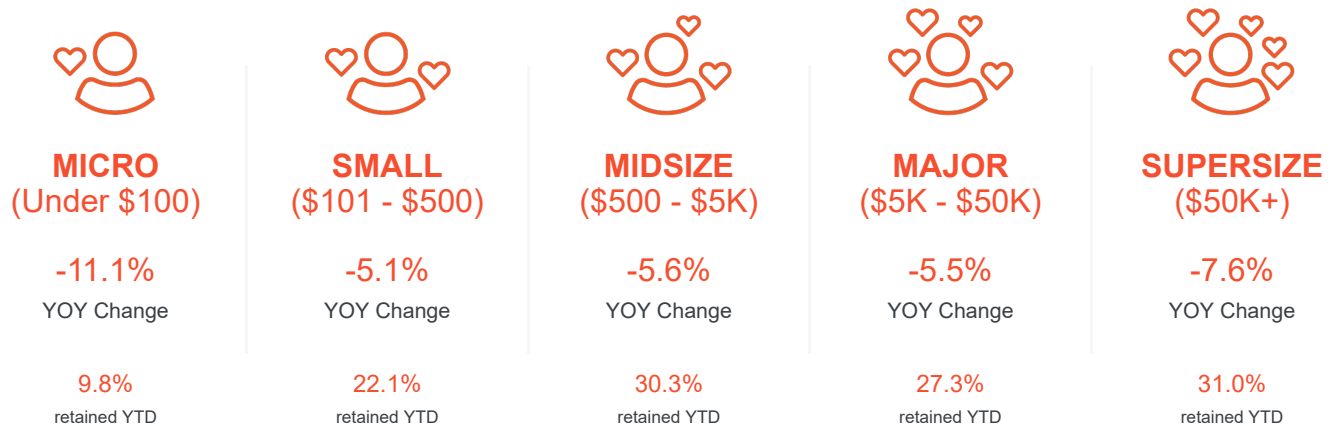 MICRO
(Under $100)
-11.1%
YOY Change
9.8%
retained YTD
SMALL
($101 - $500)
-5.1%
YOY Change
22.1%
retained YTD
MIDSIZE
($500 - $5K)
-5.6%
YOY Change
30.3%
retained YTD
MAJOR
($5K - $50K)
-5.5%
YOY Change
27.3%
retained YTD
SUPERSIZE
($50K+)
-7.6%
YOY Change
31.0%
retained YTD